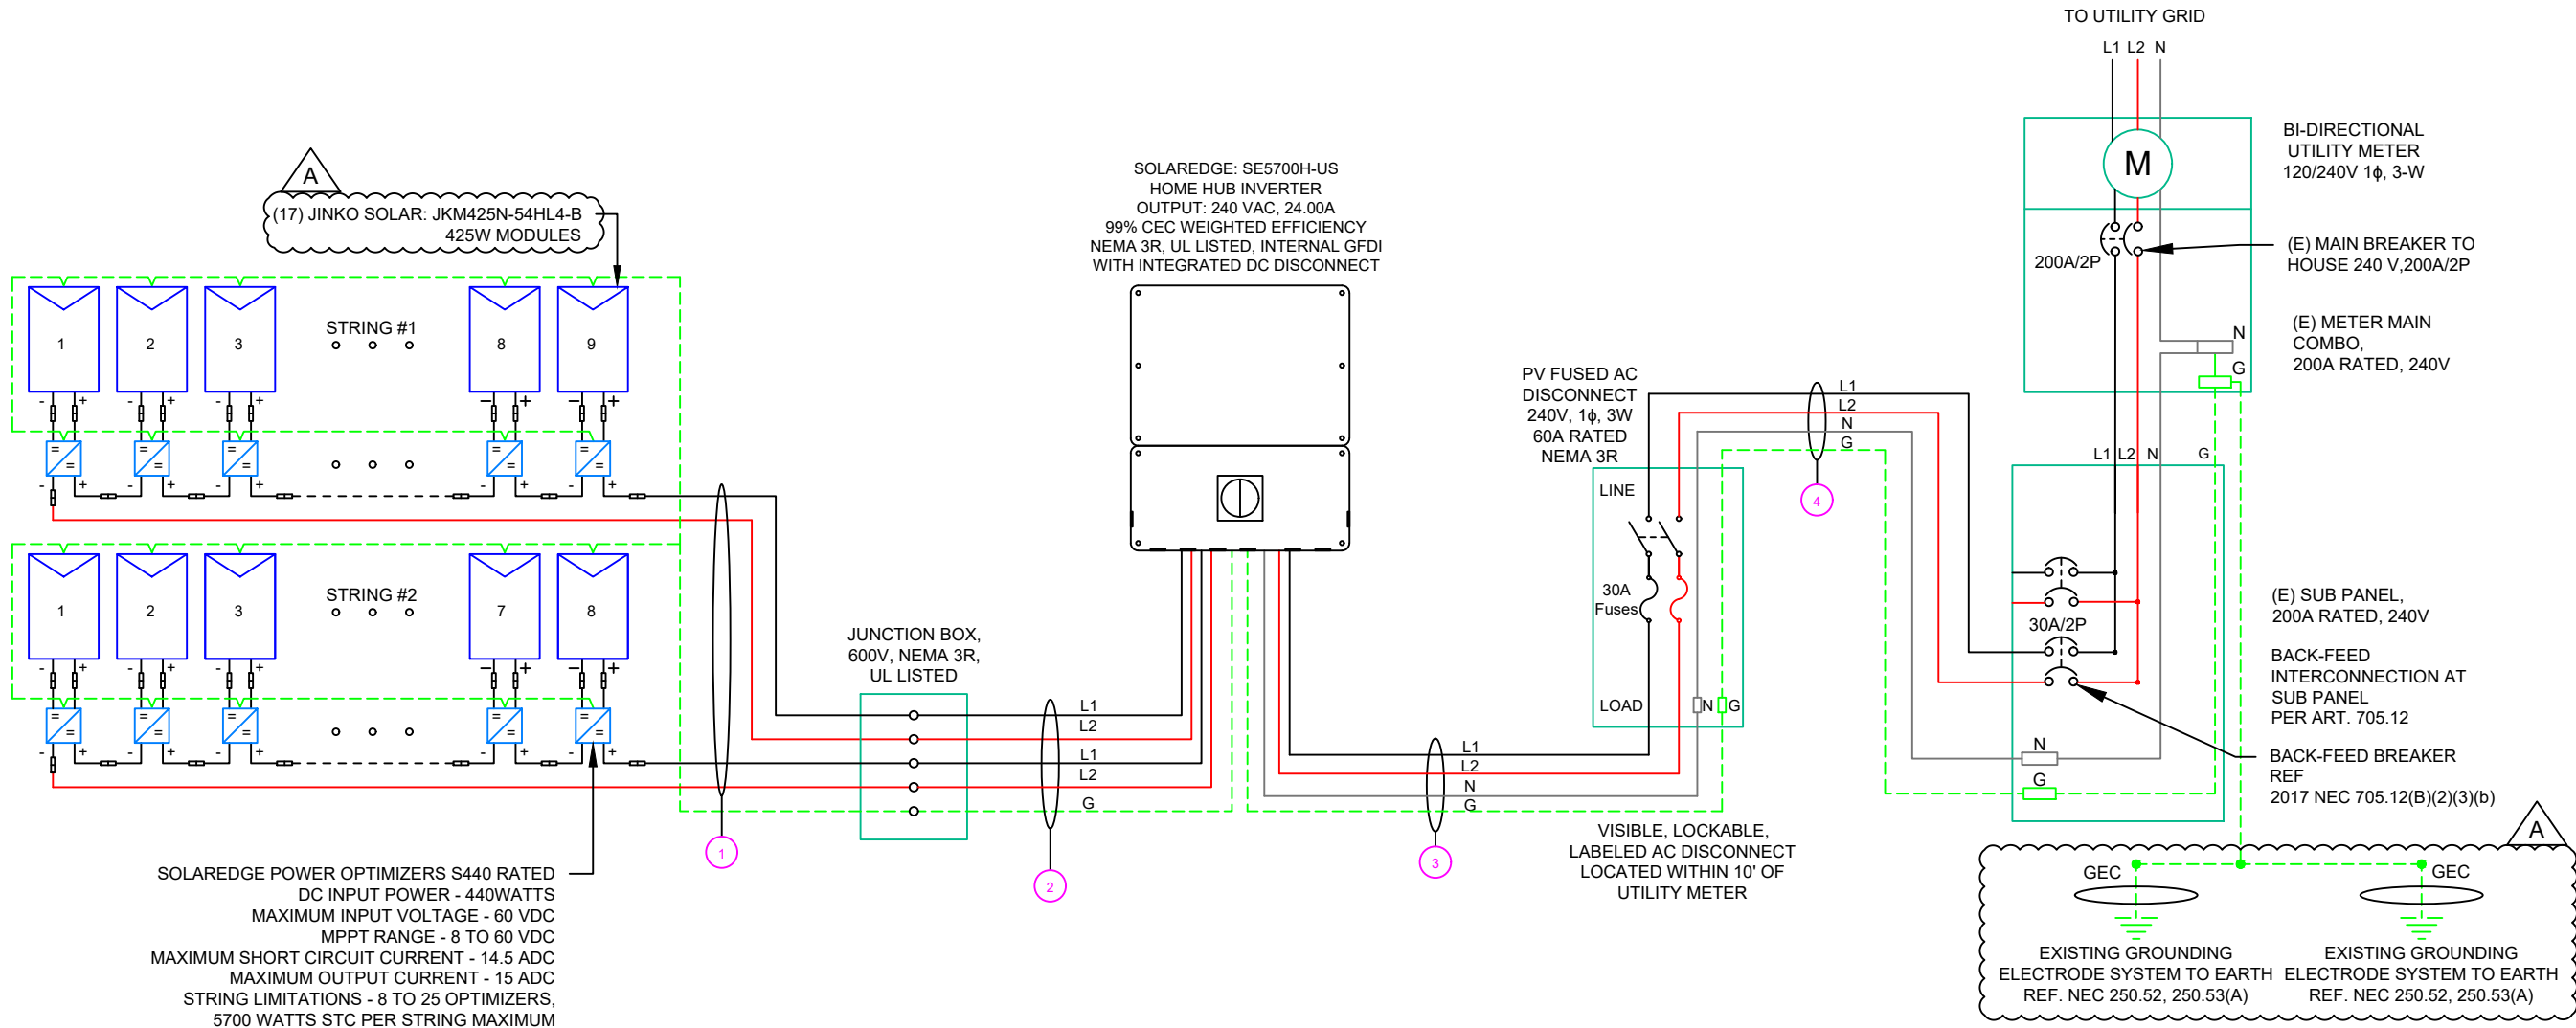 TO UTILITY GRID
L1 L2 N
M
BI-DIRECTIONAL
UTILITY METER
120/240V 1ϕ, 3-W
200A/2P
(E) MAIN BREAKER TO
HOUSE 240 V,200A/2P
(E) METER MAIN
COMBO,
200A RATED, 240V
N
G
A
(17) JINKO SOLAR: JKM425N-54HL4-B
425W MODULES
STRING #1
1
2
3
8
9
- +
- +
- +
- +
- +
= =
= =
= =
= =
= =
- +
- +
- +
- +
- +
STRING #2
1
2
3
7
8
- +
- +
- +
- +
- +
= =
= =
= =
= =
= =
- +
- +
- +
- +
- +
SOLAREDGE POWER OPTIMIZERS S440 RATED
DC INPUT POWER - 440WATTS
MAXIMUM INPUT VOLTAGE - 60 VDC
MPPT RANGE - 8 TO 60 VDC
MAXIMUM SHORT CIRCUIT CURRENT - 14.5 ADC
MAXIMUM OUTPUT CURRENT - 15 ADC
STRING LIMITATIONS - 8 TO 25 OPTIMIZERS,
5700 WATTS STC PER STRING MAXIMUM
1
JUNCTION BOX,
600V, NEMA 3R,
UL LISTED
L1
L2
L1
L2
G
2
SOLAREDGE: SE5700H-US
HOME HUB INVERTER
OUTPUT: 240 VAC, 24.00A
99% CEC WEIGHTED EFFICIENCY
NEMA 3R, UL LISTED, INTERNAL GFDI
WITH INTEGRATED DC DISCONNECT
L1
L2
N
G
3
PV FUSED AC
DISCONNECT
240V, 1ϕ, 3W
60A RATED
NEMA 3R
LINE
30A
Fuses
LOAD
N G
VISIBLE, LOCKABLE,
LABELED AC DISCONNECT
LOCATED WITHIN 10' OF
UTILITY METER
L1
L2
N
G
4
L1 L2 N G
30A/2P
N
G
(E) SUB PANEL,
200A RATED, 240V
BACK-FEED
INTERCONNECTION AT
SUB PANEL
PER ART. 705.12
BACK-FEED BREAKER
REF
2017 NEC 705.12(B)(2)(3)(b)
A
GEC
EXISTING GROUNDING
ELECTRODE SYSTEM TO EARTH
REF. NEC 250.52, 250.53(A)
GEC
EXISTING GROUNDING
ELECTRODE SYSTEM TO EARTH
REF. NEC 250.52, 250.53(A)